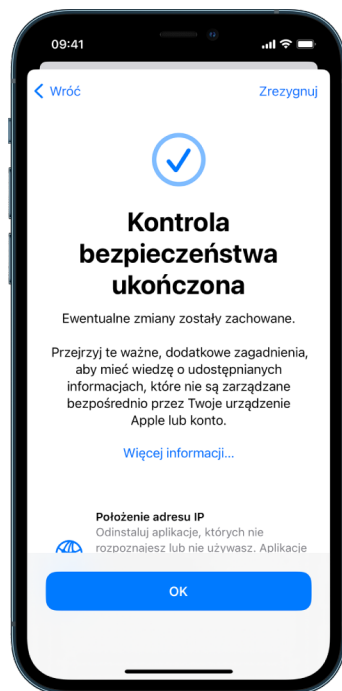 09:41
Wróć
Zrezygnuj
Kontrola
bezpieczeństwa
ukończona
Ewentualne zmiany zostały zachowane.
Przejrzyj te ważne, dodatkowe zagadnienia,
aby mieć wiedzę o udostępnianych
informacjach, które nie są zarządzane
bezpośrednio przez Twoje urządzenie
Apple lub konto.
Więcej informacji...
Położenie adresu IP
Odinstaluj aplikacje, których nie
rozpoznajesz lub nie używasz. Aplikacje
OK